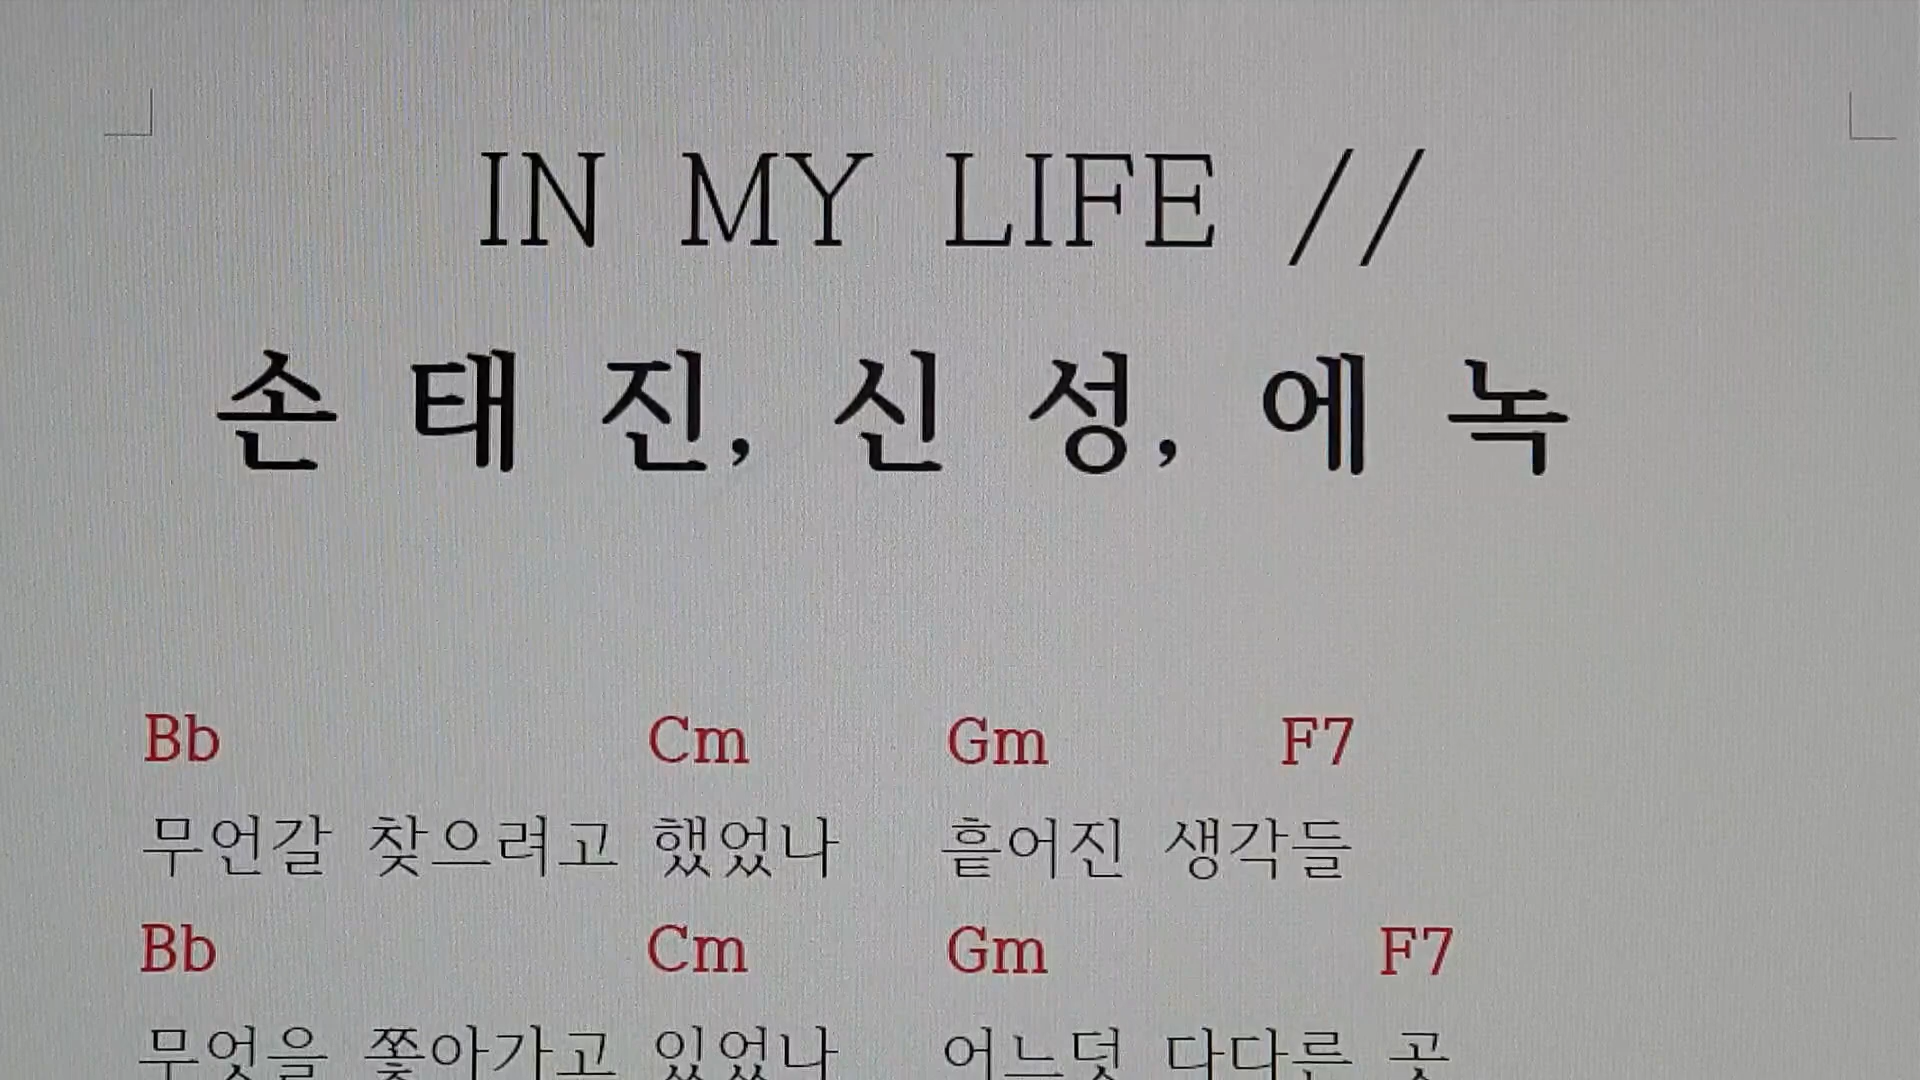 IN MY LIFE //
손 태 진, 신 성, 에 녹
Bb Cm Gm F7
무언갈 찾으려고 했었나 흩어진 생각들
Bb Cm Gm F7
무엇을 쫓아가고 있었나 어느덧 다다른 곳